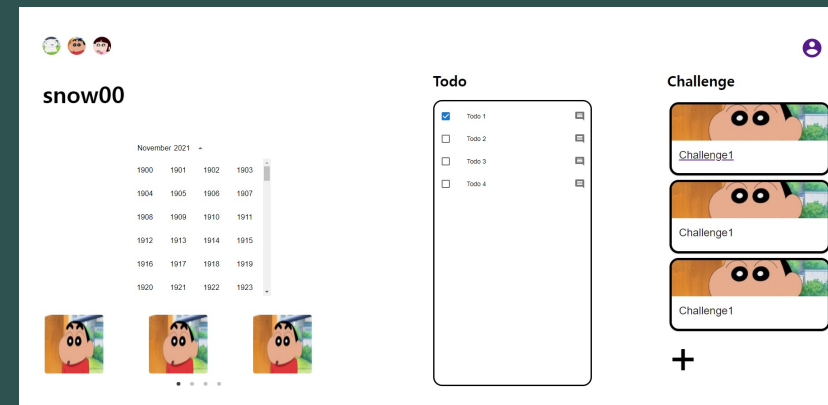 snow00
November 2021
1900 1901 1902 1903
1904 1905 1906 1907
1908 1909 1910 1911
1912 1913 1914 1915
1916 1917 1918 1919
1920 1921 1922 1923
Todo
Todo 1
Todo 2
Todo 3
Todo 4
Challenge
Challenge1
Challenge1
Challenge1